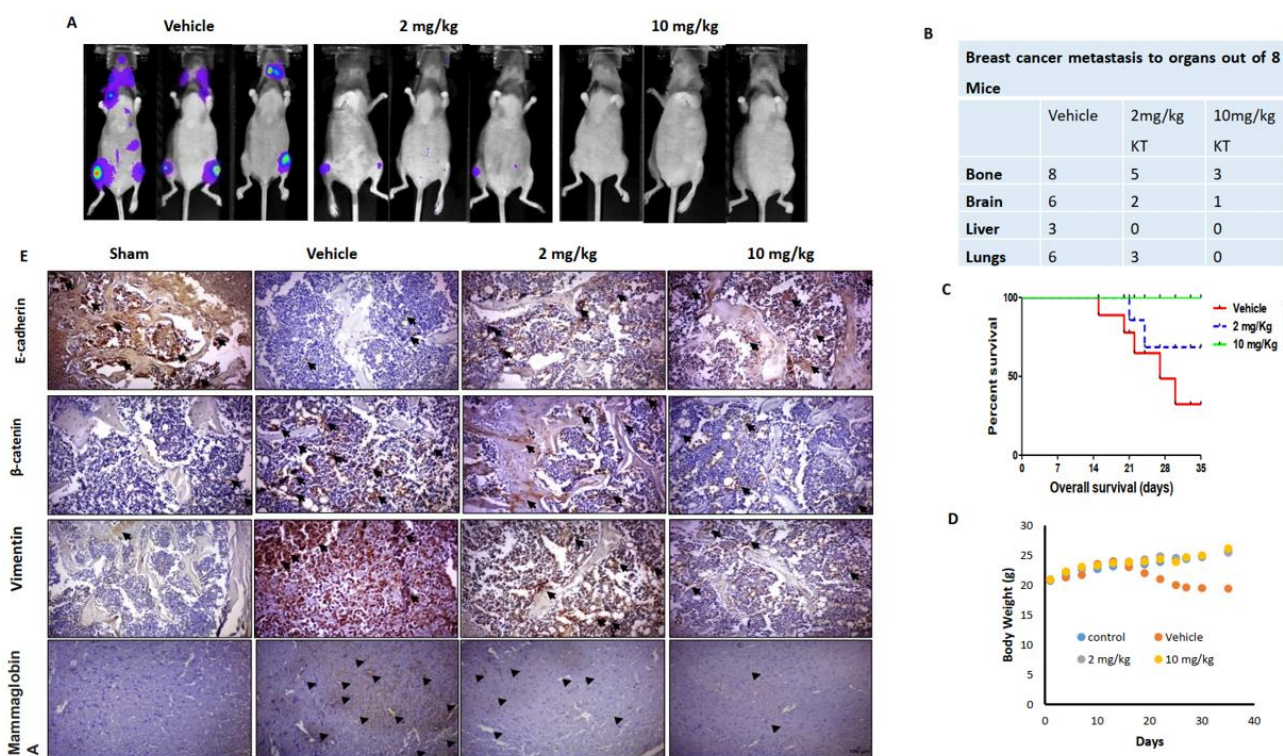 A
Vehicle
2 mg/kg
10 mg/kg
B
Breast cancer metastasis to organs out of 8
Mice
Vehicle 2mg/kg 10mg/kg
KT KT
Bone 8 5 3
Brain 6 2 1
Liver 3 0 0
Lungs 6 3 0
C
Percent survival
100
50
0
0 7 14 21 28 35
Overall survival (days)
Vehicle
2 mg/Kg
10 mg/Kg
D
Body Weight (g)
30
25
20
15
10
5
0
0 10 20 30 40
Days
control Vehicle
2 mg/kg 10 mg/kg
E
Sham Vehicle 2 mg/kg 10 mg/kg
E-cadherin
β-catenin
Vimentin
Mammaglobin
A